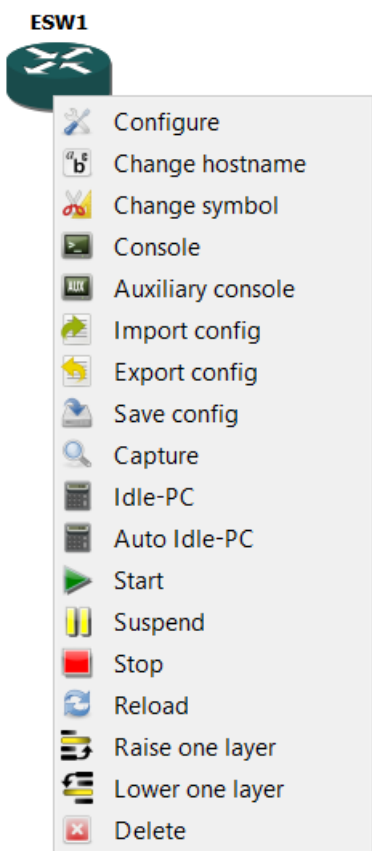 ESW1
Configure
Change hostname
Change symbol
Console
AUX Auxiliary console
Import config
Export config
Save config
Capture
Idle-PC
Auto Idle-PC
Start
Suspend
Stop
Reload
Raise one layer
Lower one layer
Delete